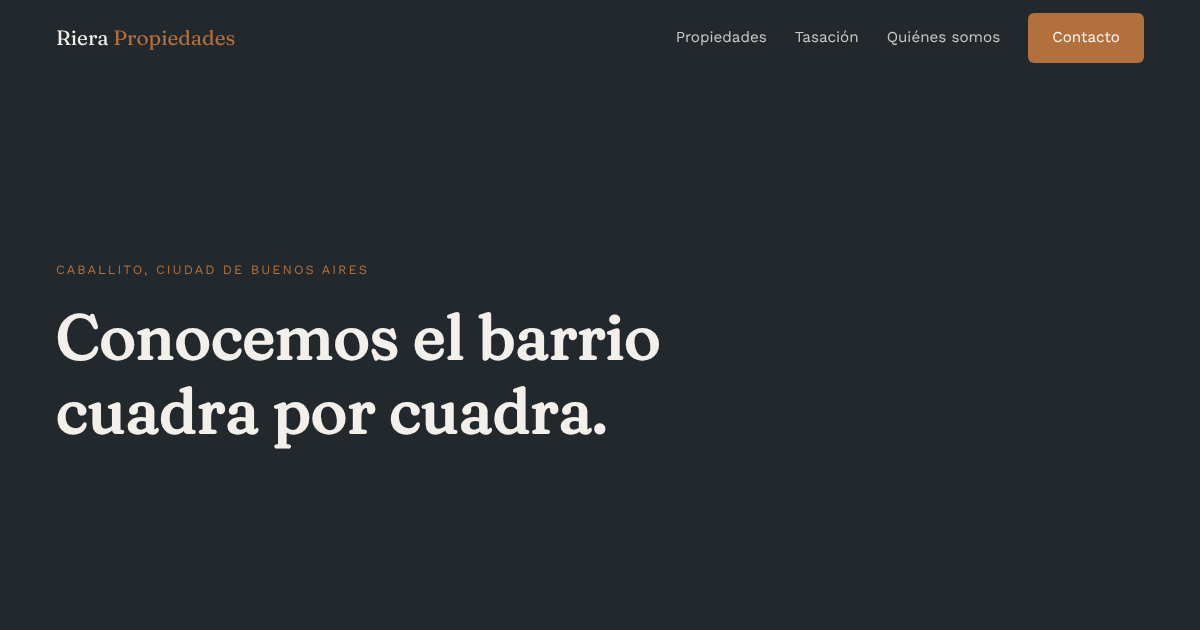 Riera Propiedades
Propiedades
Tasación
Quiénes somos
Contacto
CABALLITO, CIUDAD DE BUENOS AIRES
Conocemos el barrio
cuadra por cuadra.